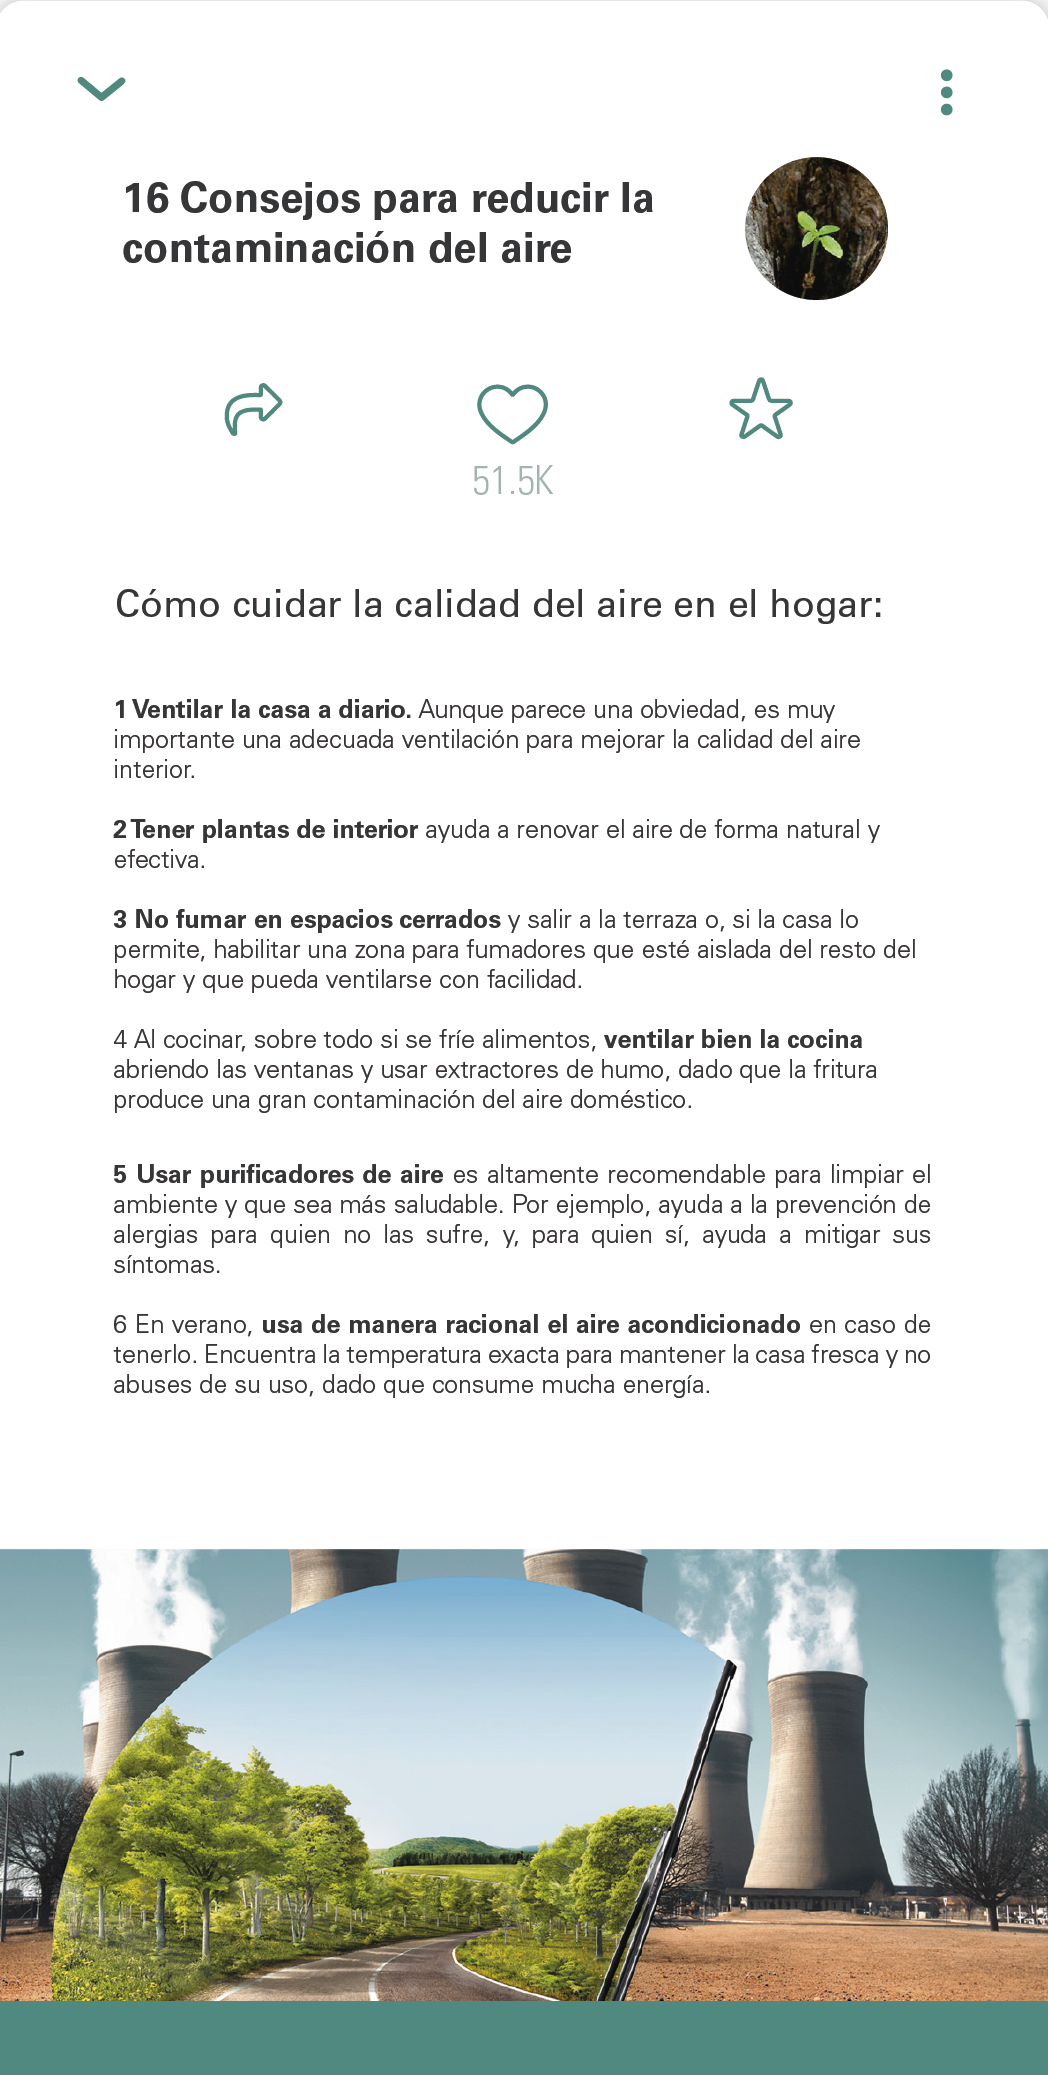 16 Consejos para reducir la
contaminación del aire
51.5K
Cómo cuidar la calidad del aire en el hogar:
1 Ventilar la casa a diario. Aunque parece una obviedad, es muy
importante una adecuada ventilación para mejorar la calidad del aire
interior.
2 Tener plantas de interior ayuda a renovar el aire de forma natural y
efectiva.
3 No fumar en espacios cerrados y salir a la terraza o, si la casa lo
permite, habilitar una zona para fumadores que esté aislada del resto del
hogar y que pueda ventilarse con facilidad.
4 Al cocinar, sobre todo si se fríe alimentos, ventilar bien la cocina
abriendo las ventanas y usar extractores de humo, dado que la fritura
produce una gran contaminación del aire doméstico.
5 Usar purificadores de aire es altamente recomendable para limpiar el
ambiente y que sea más saludable. Por ejemplo, ayuda a la prevención de
alergias para quien no las sufre, y, para quien sí, ayuda a mitigar sus
síntomas.
6 En verano, usa de manera racional el aire acondicionado en caso de
tenerlo. Encuentra la temperatura exacta para mantener la casa fresca y no
abuses de su uso, dado que consume mucha energía.